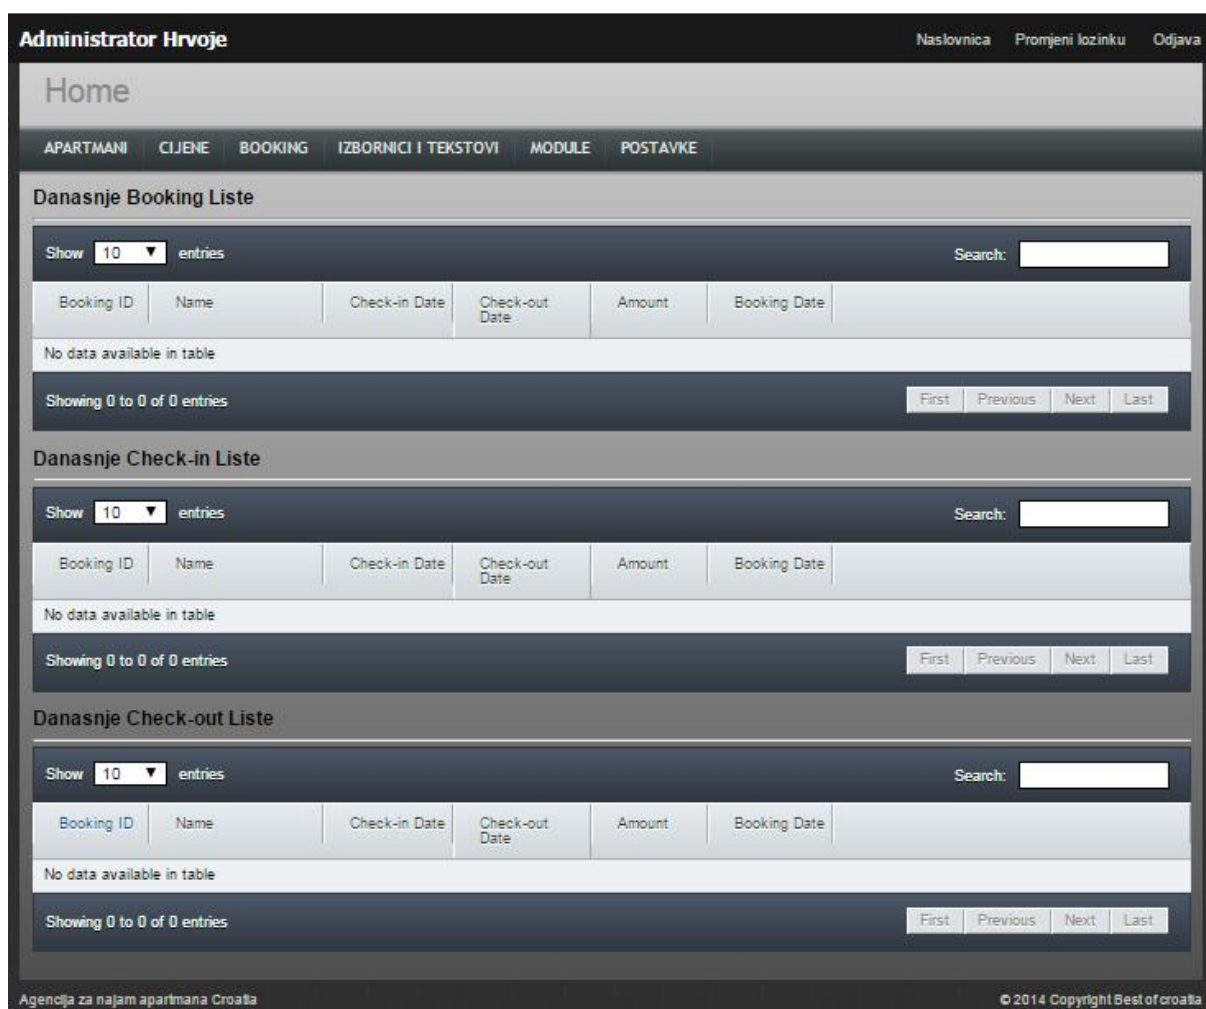 Administrator Hrvoje Naslovnica Promjeni lozinku Odjava
Home
APARTMANI CIJENE BOOKING IZBORNICI I TEKSTOVI MODULE POSTAVKE
Danasnje Booking Liste
Show 10 entries Search:
Booking ID Name Check-in Date Check-out Amount Booking Date
Date
No data available in table
Showing 0 to 0 of 0 entries First Previous Next Last
Danasnje Check-in Liste
Show 10 entries Search:
Booking ID Name Check-in Date Check-out Amount Booking Date
Date
No data available in table
Showing 0 to 0 of 0 entries First Previous Next Last
Danasnje Check-out Liste
Show 10 entries Search:
Booking ID Name Check-in Date Check-out Amount Booking Date
Date
No data available in table
Showing 0 to 0 of 0 entries First Previous Next Last
Agencija za najam apartmana Croatia © 2014 Copyright Best of croatia